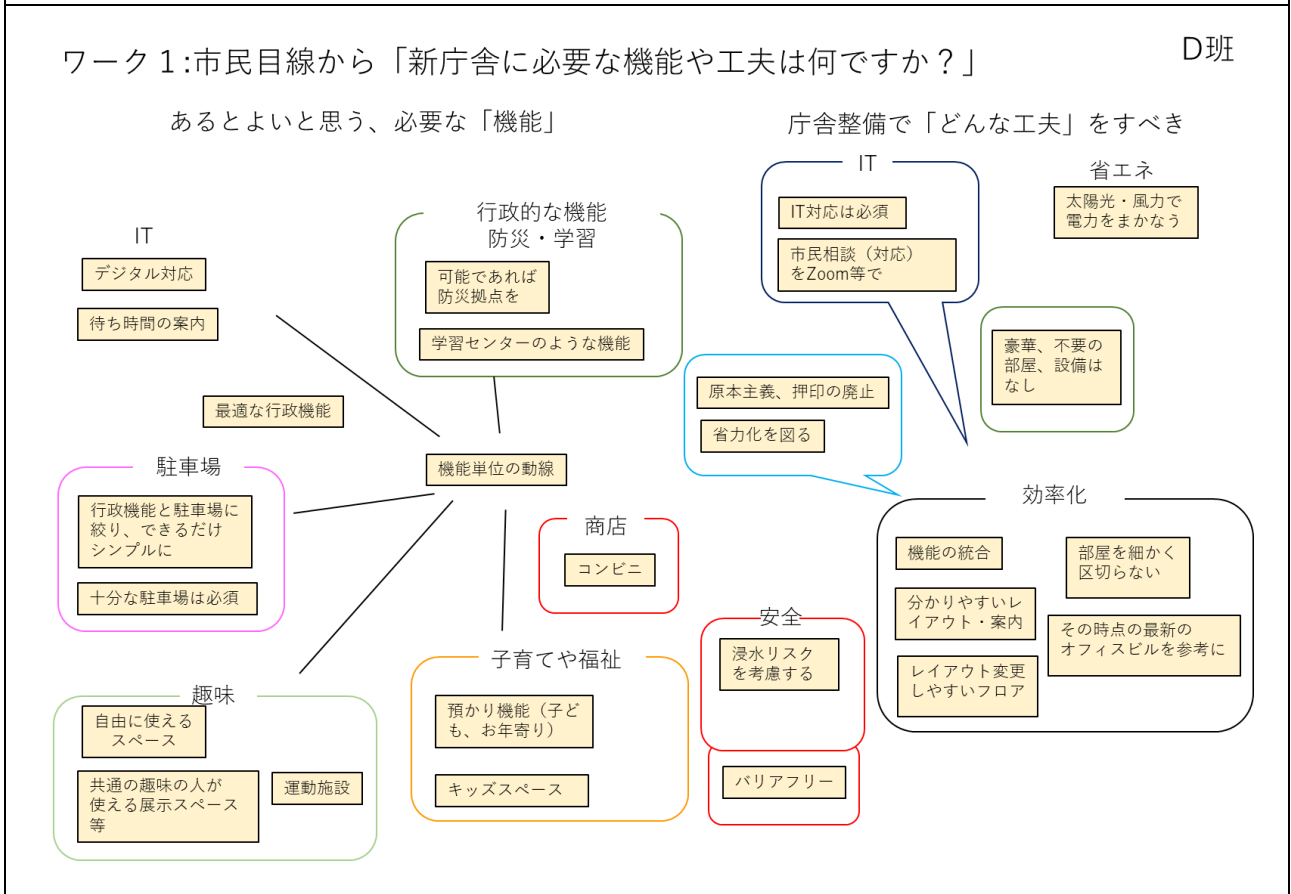 ワーク1:市民目線から「新庁舎に必要な機能や工夫は何ですか？」
D班
あるとよいと思う、必要な「機能」
IT
デジタル対応
待ち時間の案内
行政的な機能
防災・学習
可能であれば
防災拠点を
学習センターのような機能
最適な行政機能
機能単位の動線
駐車場
行政機能と駐車場に
絞り、できるだけ
シンプルに
十分な駐車場は必須
商店
コンビニ
趣味
自由に使える
スペース
共通の趣味の人が
使える展示スペース
等
運動施設
子育てや福祉
預かり機能（子ど
も、お年寄り）
キッズスペース
庁舎整備で「どんな工夫」をすべき
IT
IT対応は必須
市民相談（対応）
をZoom等で
省エネ
太陽光・風力で
電力をまかなう
豪華、不要の
部屋、設備は
なし
原本主義、押印の廃止
省力化を図る
効率化
機能の統合
部屋を細かく
区切らない
分かりやすいレ
イアウト・案内
その時点の最新の
オフィスビルを参考に
レイアウト変更
しやすいフロア
安全
浸水リスク
を考慮する
バリアフリー